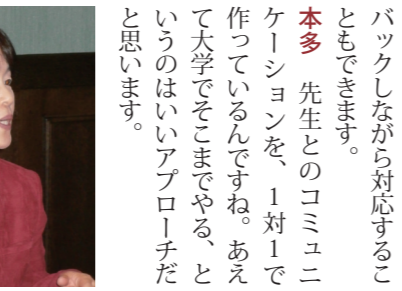 バックしながら対応するこ
ともできます。
本多　先生とのコミュニ
ケーションを、1対1で
作っているんですね。あえ
て大学でそこまでやる、と
いうのはいいアプローチだ
と思います。